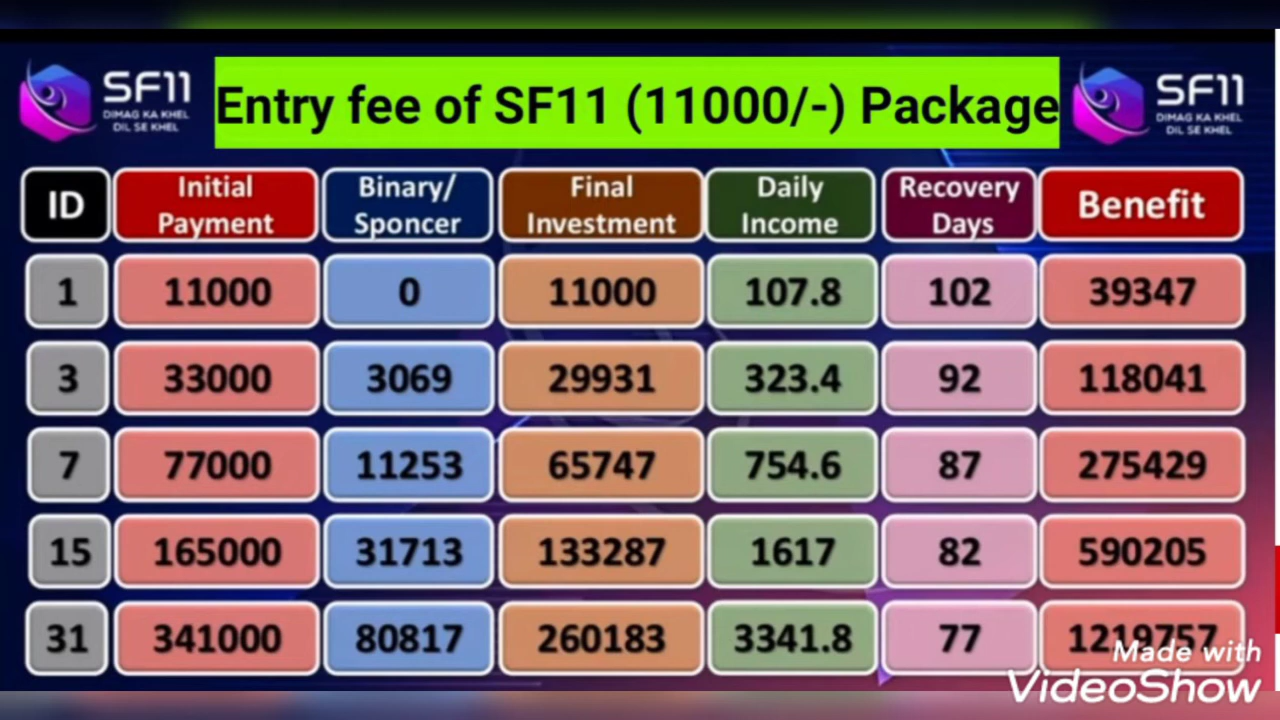 SF11
DIMAG KA KHEL
DIL SE KHEL
Entry fee of SF11 (11000/-) Package
SF11
DIMAG KA KHEL
DIL SE KHEL
ID Initial Payment Binary/ Sponcer Final Investment Daily Income Recovery Days Benefit
1 11000 0 11000 107.8 102 39347
3 33000 3069 29931 323.4 92 118041
7 77000 11253 65747 754.6 87 275429
15 165000 31713 133287 1617 82 590205
31 341000 80817 260183 3341.8 77 1219757
Made with
VideoShow